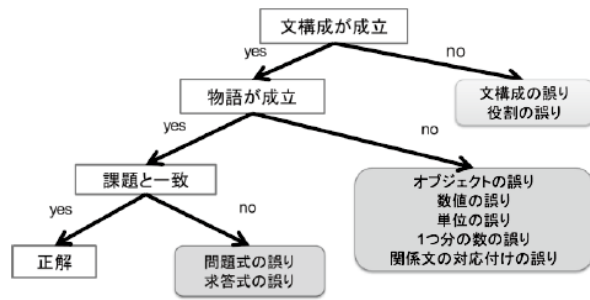 文構成が成立
yes
no
物語が成立
文構成の誤り
役割の誤り
yes
no
課題と一致
オブジェクトの誤り
数値の誤り
単位の誤り
1つ分の数の誤り
関係文の対応付けの誤り
yes
no
正解
問題式の誤り
求答式の誤り